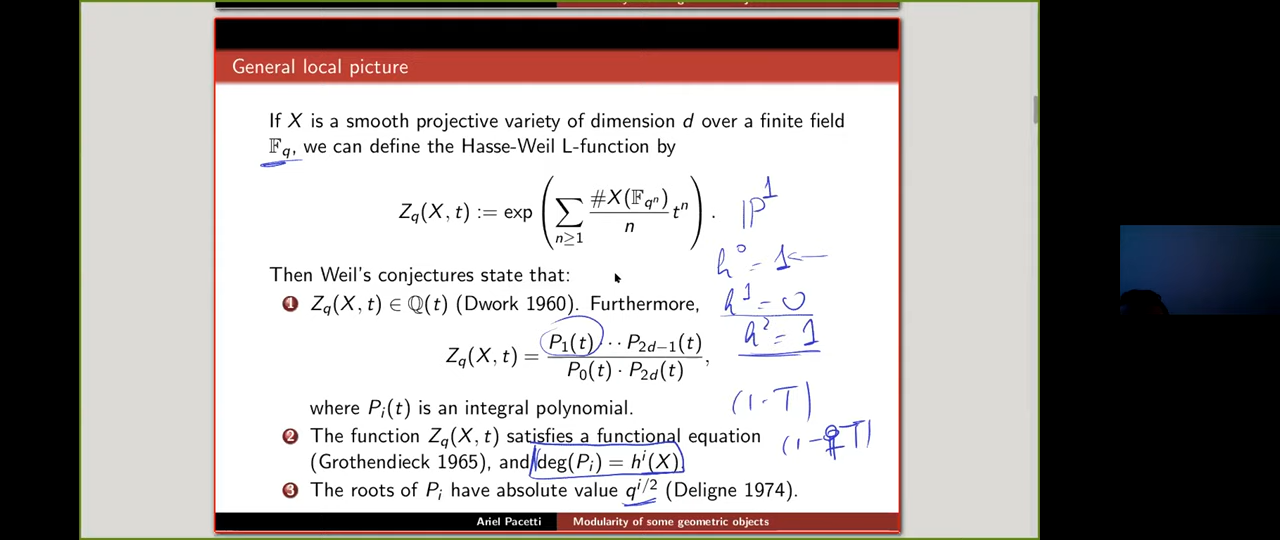 General local picture
If X is a smooth projective variety of dimension d over a finite field
𝔽_q, we can define the Hasse-Weil L-function by
Z_q(X, t) := exp ( ∑_{n≥1} #X(𝔽_{q^n})/n t^n ) .
ℙ^1
h^0 = 1 ←
Then Weil's conjectures state that:
1 Z_q(X, t) ∈ ℚ(t) (Dwork 1960). Furthermore,
h^1 = 0
h^2 = 1
Z_q(X, t) = P_1(t) ·· P_{2d−1}(t) / P_0(t) · P_{2d}(t) ,
where P_i(t) is an integral polynomial.
(1-T)
2 The function Z_q(X, t) satisfies a functional equation
(1-qT)
(Grothendieck 1965), and deg(P_i) = h^i(X)
3 The roots of P_i have absolute value q^{i/2} (Deligne 1974).
Ariel Pacetti Modularity of some geometric objects